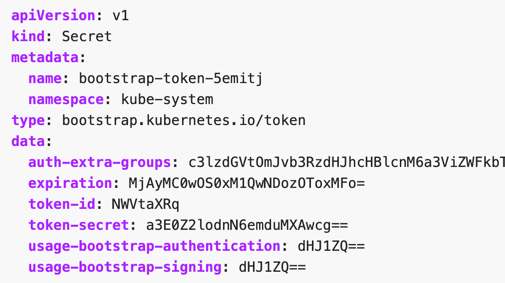 apiVersion: v1
kind: Secret
metadata:
  name: bootstrap-token-5emitj
  namespace: kube-system
type: bootstrap.kubernetes.io/token
data:
  auth-extra-groups: c3lzdGVtOmJvb3RzdHJhcHBlcnM6a3ViZWFkbT
  expiration: MjAyMC0wOS0xM1QwNDozOToxMFo=
  token-id: NWVtaXRq
  token-secret: a3E0Z2lodnN6emduMXAwcg==
  usage-bootstrap-authentication: dHJ1ZQ==
  usage-bootstrap-signing: dHJ1ZQ==